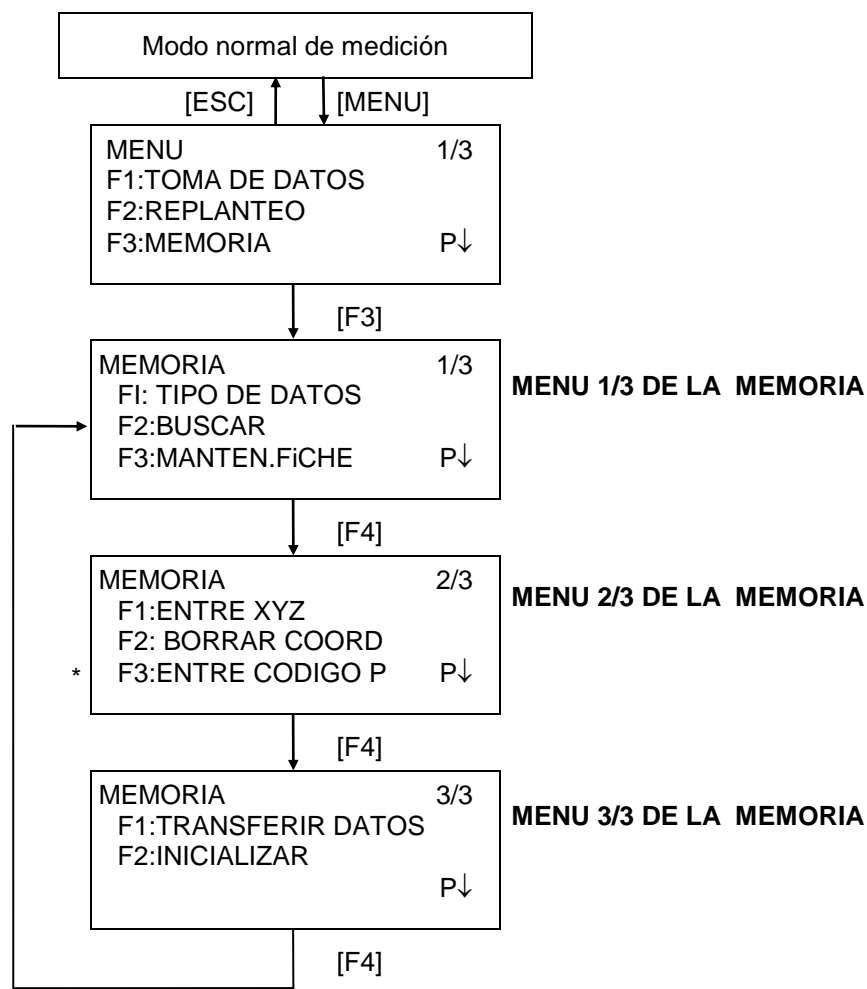 Modo normal de medición
[ESC] [MENU]
MENU 1/3
F1:TOMA DE DATOS
F2:REPLANTEO
F3:MEMORIA P↓
[F3]
MEMORIA 1/3
FI: TIPO DE DATOS
F2:BUSCAR
F3:MANTEN.FiCHE P↓
MENU 1/3 DE LA MEMORIA
[F4]
MEMORIA 2/3
F1:ENTRE XYZ
F2: BORRAR COORD
* F3:ENTRE CODIGO P P↓
MENU 2/3 DE LA MEMORIA
[F4]
MEMORIA 3/3
F1:TRANSFERIR DATOS
F2:INICIALIZAR
P↓
MENU 3/3 DE LA MEMORIA
[F4]